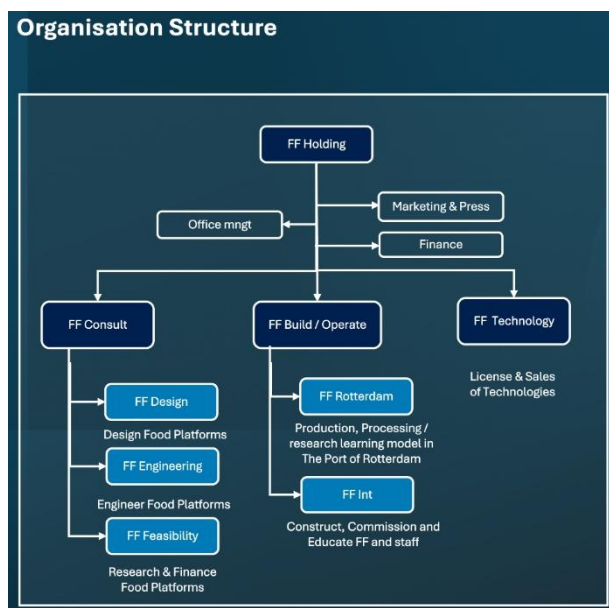 Organisation Structure
FF Holding
Marketing & Press
Office mngt
Finance
FF Consult
FF Build / Operate
FF Technology
License & Sales
of Technologies
FF Design
Design Food Platforms
FF Engineering
Engineer Food Platforms
FF Feasibility
Research & Finance
Food Platforms
FF Rotterdam
Production, Processing /
research learning model in
The Port of Rotterdam
FF Int
Construct, Commission and
Educate FF and staff